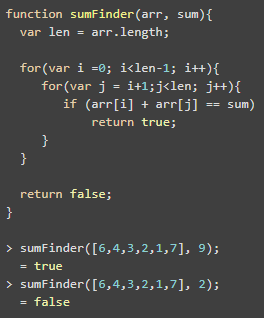 function sumFinder(arr, sum){
  var len = arr.length;

  for(var i =0; i<len-1; i++){
     for(var j = i+1;j<len; j++){
        if (arr[i] + arr[j] == sum)
            return true;
     }
  }

  return false;
}

> sumFinder([6,4,3,2,1,7], 9);
  = true
> sumFinder([6,4,3,2,1,7], 2);
  = false